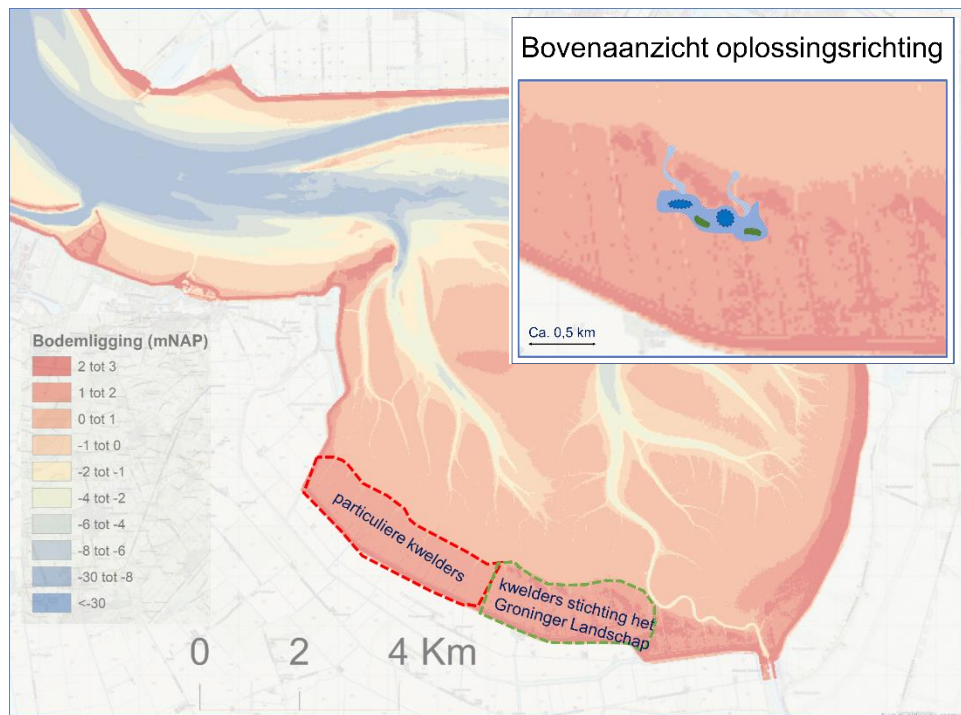 Bovenaanzicht oplossingsrichting
Ca. 0,5 km
Bodemligging (mNAP)
2 tot 3
1 tot 2
0 tot 1
-1 tot 0
-2 tot -1
-4 tot -2
-6 tot -4
-8 tot -6
-30 tot -8
<-30
particuliere kwelders
kwelders stichting het
Groninger Landschap
0 2 4 Km